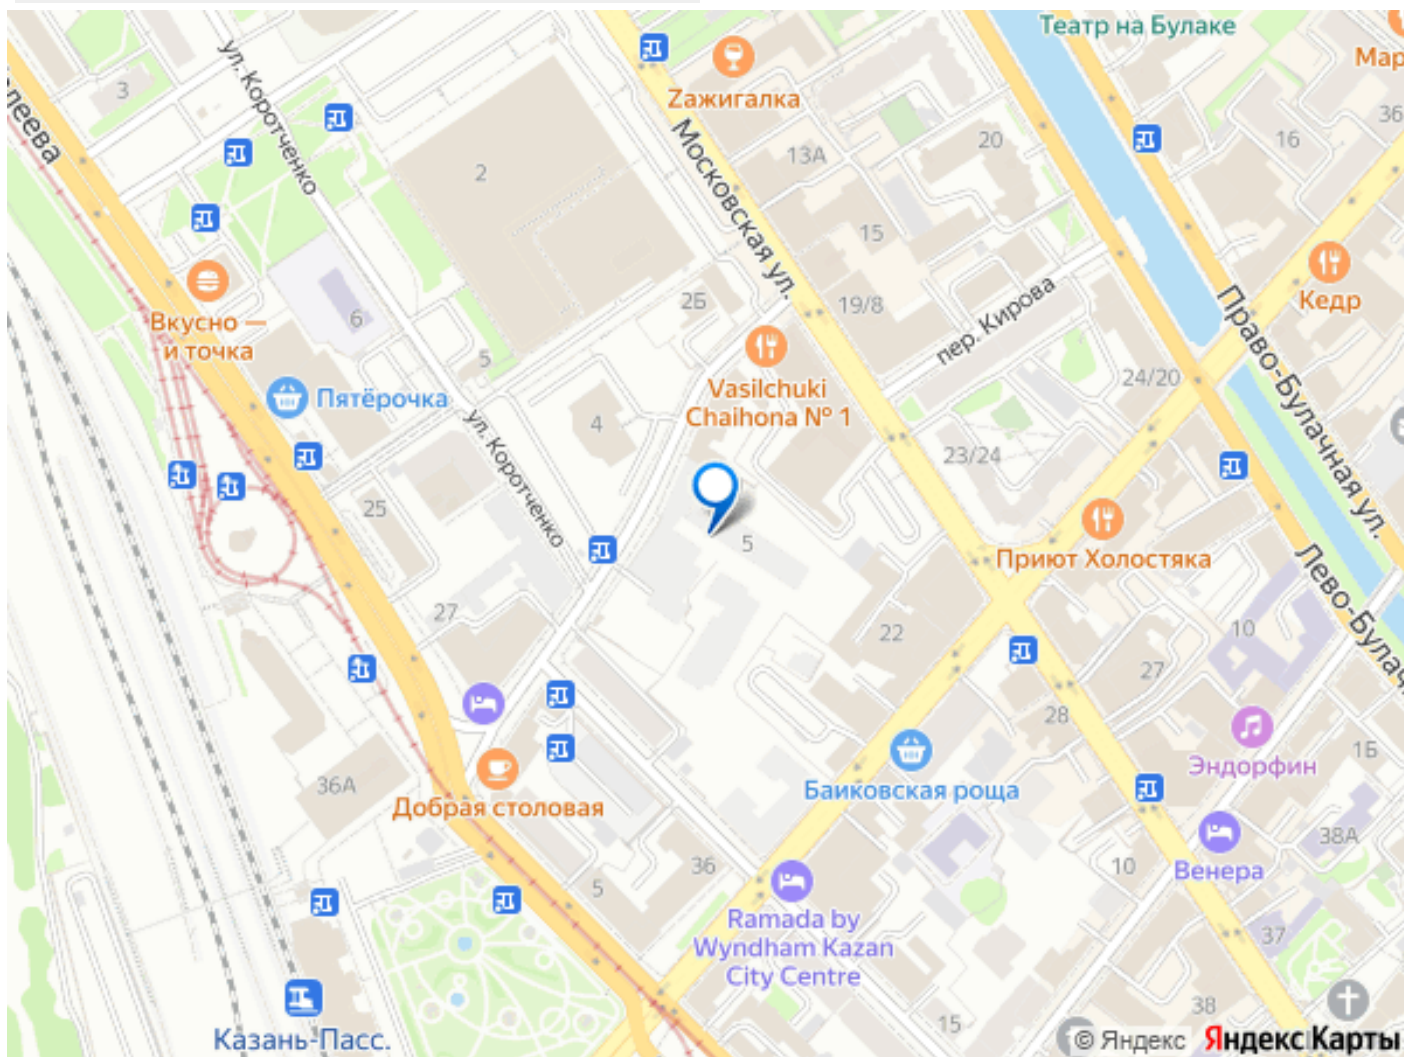 Театр на Булаке
Мар
Zажигалка
ул. Коротченко
3
леева
2
Московская ул.
13А
20
16
36
15
Вкусно —
и точка
6
2Б
19/8
пер. Кирова
Кедр
Право-Булачная ул.
5
Пятёрочка
Vasilchuki
Chaihona № 1
24/20
4
23/24
ул. Коротченко
25
5
Приют Холостяка
Лево-Булачн
27
22
10
27
28
Эндорфин
1Б
36А
Добрая столовая
Баиковская роща
38А
36
5
10
Венера
Ramada by
Wyndham Kazan
City Centre
37
38
15
Казань-Пасс.
© Яндекс Яндекс Карты